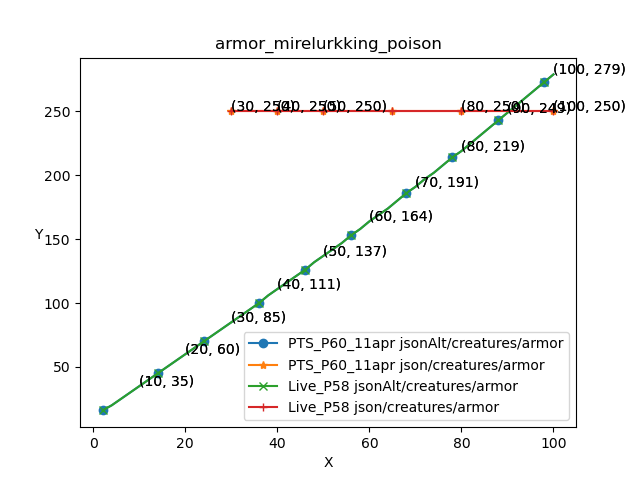 armor_mirelurkking_poison
(100, 279)
(30, 250)
(40, 250)
(50, 250)
(80, 250)
(90, 249)
(100, 250)
(80, 219)
(70, 191)
(60, 164)
(50, 137)
(40, 111)
(30, 85)
(20, 60)
(10, 35)
250
200
150
100
50
Y
PTS_P60_11apr jsonAlt/creatures/armor
PTS_P60_11apr json/creatures/armor
Live_P58 jsonAlt/creatures/armor
Live_P58 json/creatures/armor
0 20 40 60 80 100
X